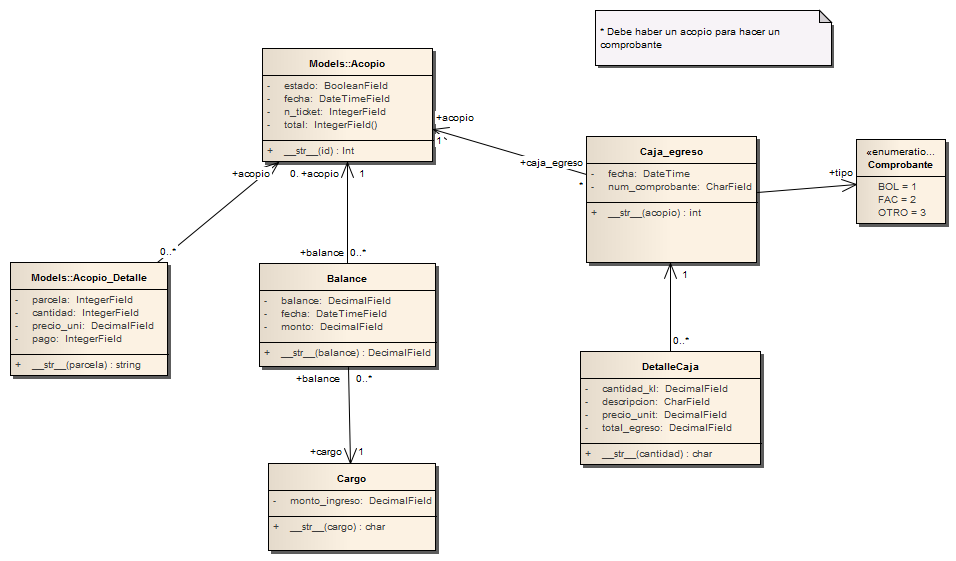 * Debe haber un acopio para hacer un
comprobante
Models::Acopio
- estado: BooleanField
- fecha: DateTimeField
- n_ticket: IntegerField
- total: IntegerField()
+ __str__(id) : Int
+acopio
1
+caja_egreso
*
Caja_egreso
- fecha: DateTime
- num_comprobante: CharField
+ __str__(acopio) : int
+tipo
«enumeratio...
Comprobante
BOL = 1
FAC = 2
OTRO = 3
+acopio
0.
+acopio
1
0..*
+balance
0..*
1
0..*
Models::Acopio_Detalle
- parcela: IntegerField
- cantidad: IntegerField
- precio_uni: DecimalField
- pago: IntegerField
+ __str__(parcela) : string
Balance
- balance: DecimalField
- fecha: DateTimeField
- monto: DecimalField
+ __str__(balance) : DecimalField
+balance
0..*
+cargo
1
DetalleCaja
- cantidad_kl: DecimalField
- descripcion: CharField
- precio_unit: DecimalField
- total_egreso: DecimalField
+ __str__(cantidad) : char
Cargo
- monto_ingreso: DecimalField
+ __str__(cargo) : char